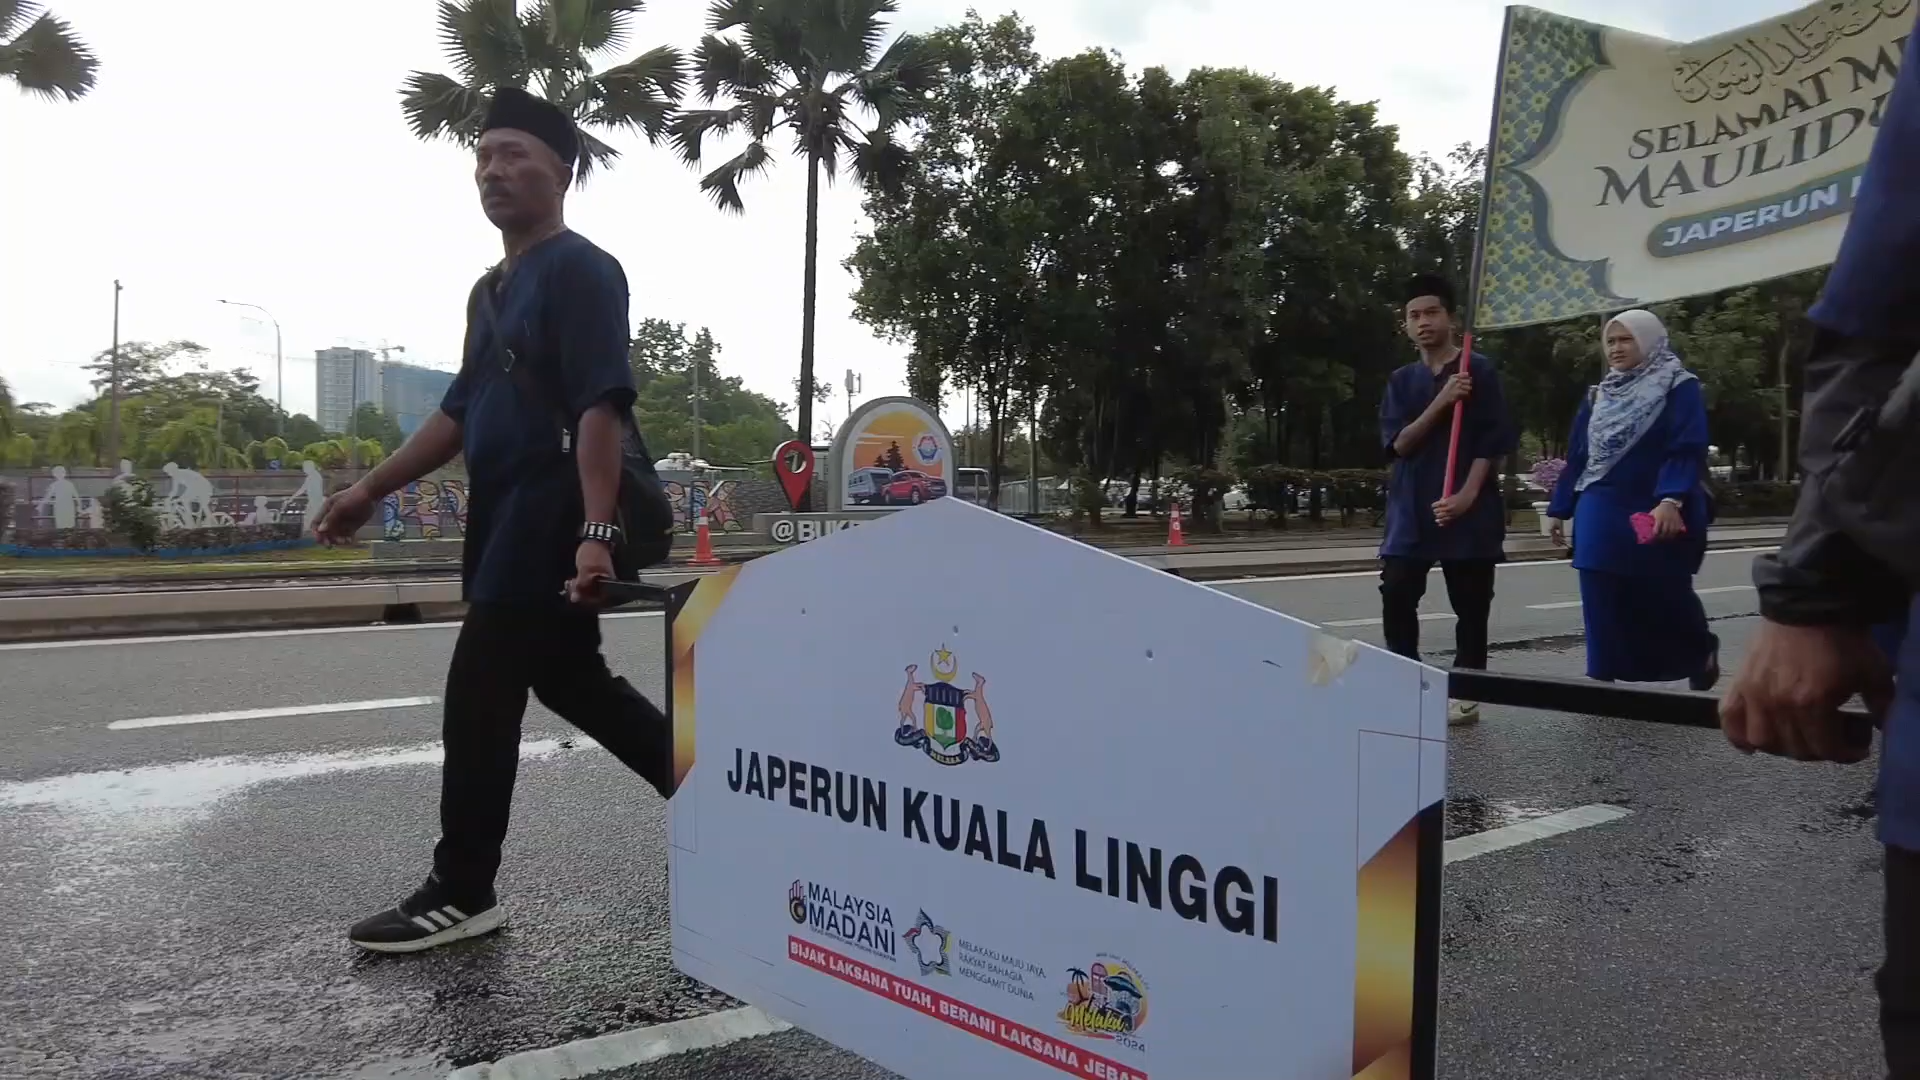 SELAMAT
MAULID
JAPERUN
@BUK
JAPERUN KUALA LINGGI
MALAYSIA
MADANI
MELAKAKU MAJU JAYA,
RAKYAT BAHAGIA,
MENGGAMIT DUNIA
BIJAK LAKSANA TUAH, BERANI LAKSANA JEBA
Melaka
2024